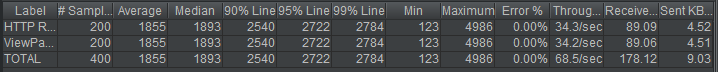 Label # Sampl... Average Median 90% Line 95% Line 99% Line Min Maximum Error % Throug... Receive... Sent KB...
HTTP R... 200 1855 1893 2540 2722 2784 123 4986 0.00% 34.3/sec 89.09 4.52
ViewPa... 200 1855 1893 2540 2722 2784 123 4986 0.00% 34.2/sec 89.06 4.51
TOTAL 400 1855 1893 2540 2722 2784 123 4986 0.00% 68.5/sec 178.12 9.03